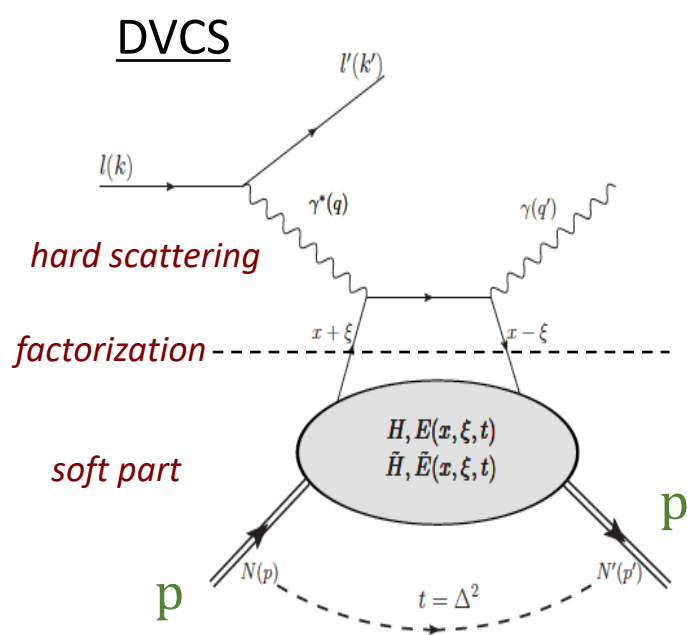 DVCS
l'(k')
l(k)
γ*(q)
γ(q')
hard scattering
x + ξ
x − ξ
factorization
H, E(x, ξ, t)
H̃, Ẽ(x, ξ, t)
soft part
p
N(p)
N'(p')
p
t = Δ²